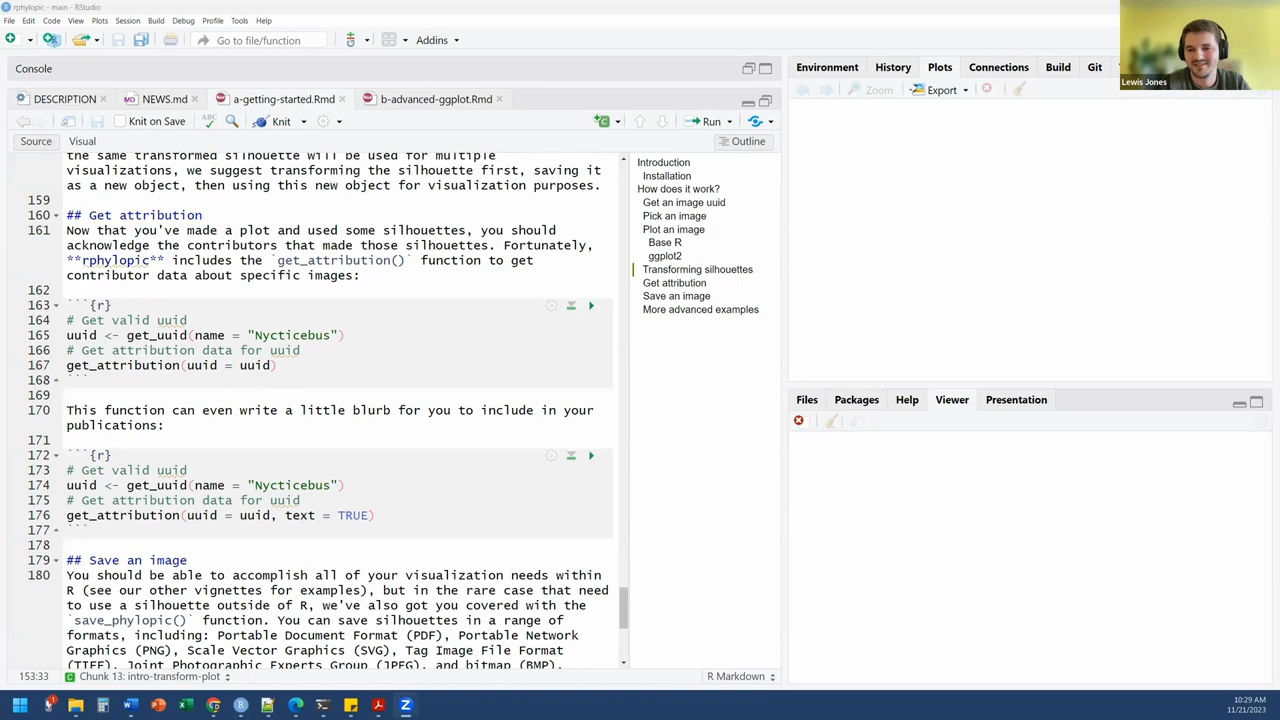 rphylopic - main - RStudio
File Edit Code View Plots Session Build Debug Profile Tools Help
Go to file/function
Addins
Lewis Jones
Console
DESCRIPTION
NEWS.md
a-getting-started.Rmd
b-advanced-ggplot.Rmd
Knit on Save
ABC
Knit
Run
Source Visual
Outline
the same transformed silhouette will be used for multiple
visualizations, we suggest transforming the silhouette first, saving it
as a new object, then using this new object for visualization purposes.
159
160 ## Get attribution
161 Now that you've made a plot and used some silhouettes, you should
acknowledge the contributors that made those silhouettes. Fortunately,
**rphylopic** includes the `get_attribution()` function to get
contributor data about specific images:
162
163 ```{r}
164 # Get valid uuid
165 uuid <- get_uuid(name = "Nycticebus")
166 # Get attribution data for uuid
167 get_attribution(uuid = uuid)
168 ```
169
170 This function can even write a little blurb for you to include in your
publications:
171
172 ```{r}
173 # Get valid uuid
174 uuid <- get_uuid(name = "Nycticebus")
175 # Get attribution data for uuid
176 get_attribution(uuid = uuid, text = TRUE)
177 ```
178
179 ## Save an image
180 You should be able to accomplish all of your visualization needs within
R (see our other vignettes for examples), but in the rare case that need
to use a silhouette outside of R, we've also got you covered with the
`save_phylopic()` function. You can save silhouettes in a range of
formats, including: Portable Document Format (PDF), Portable Network
Graphics (PNG), Scale Vector Graphics (SVG), Tag Image File Format
(TIFF), Joint Photographic Experts Group (JPEG), and bitmap (BMP).
Introduction
Installation
How does it work?
Get an image uuid
Pick an image
Plot an image
Base R
ggplot2
Transforming silhouettes
Get attribution
Save an image
More advanced examples
153:33
Chunk 13: intro-transform-plot
R Markdown
Environment History Plots Connections Build Git
Zoom
Export
Files Packages Help Viewer Presentation
10:29 AM
11/21/2023